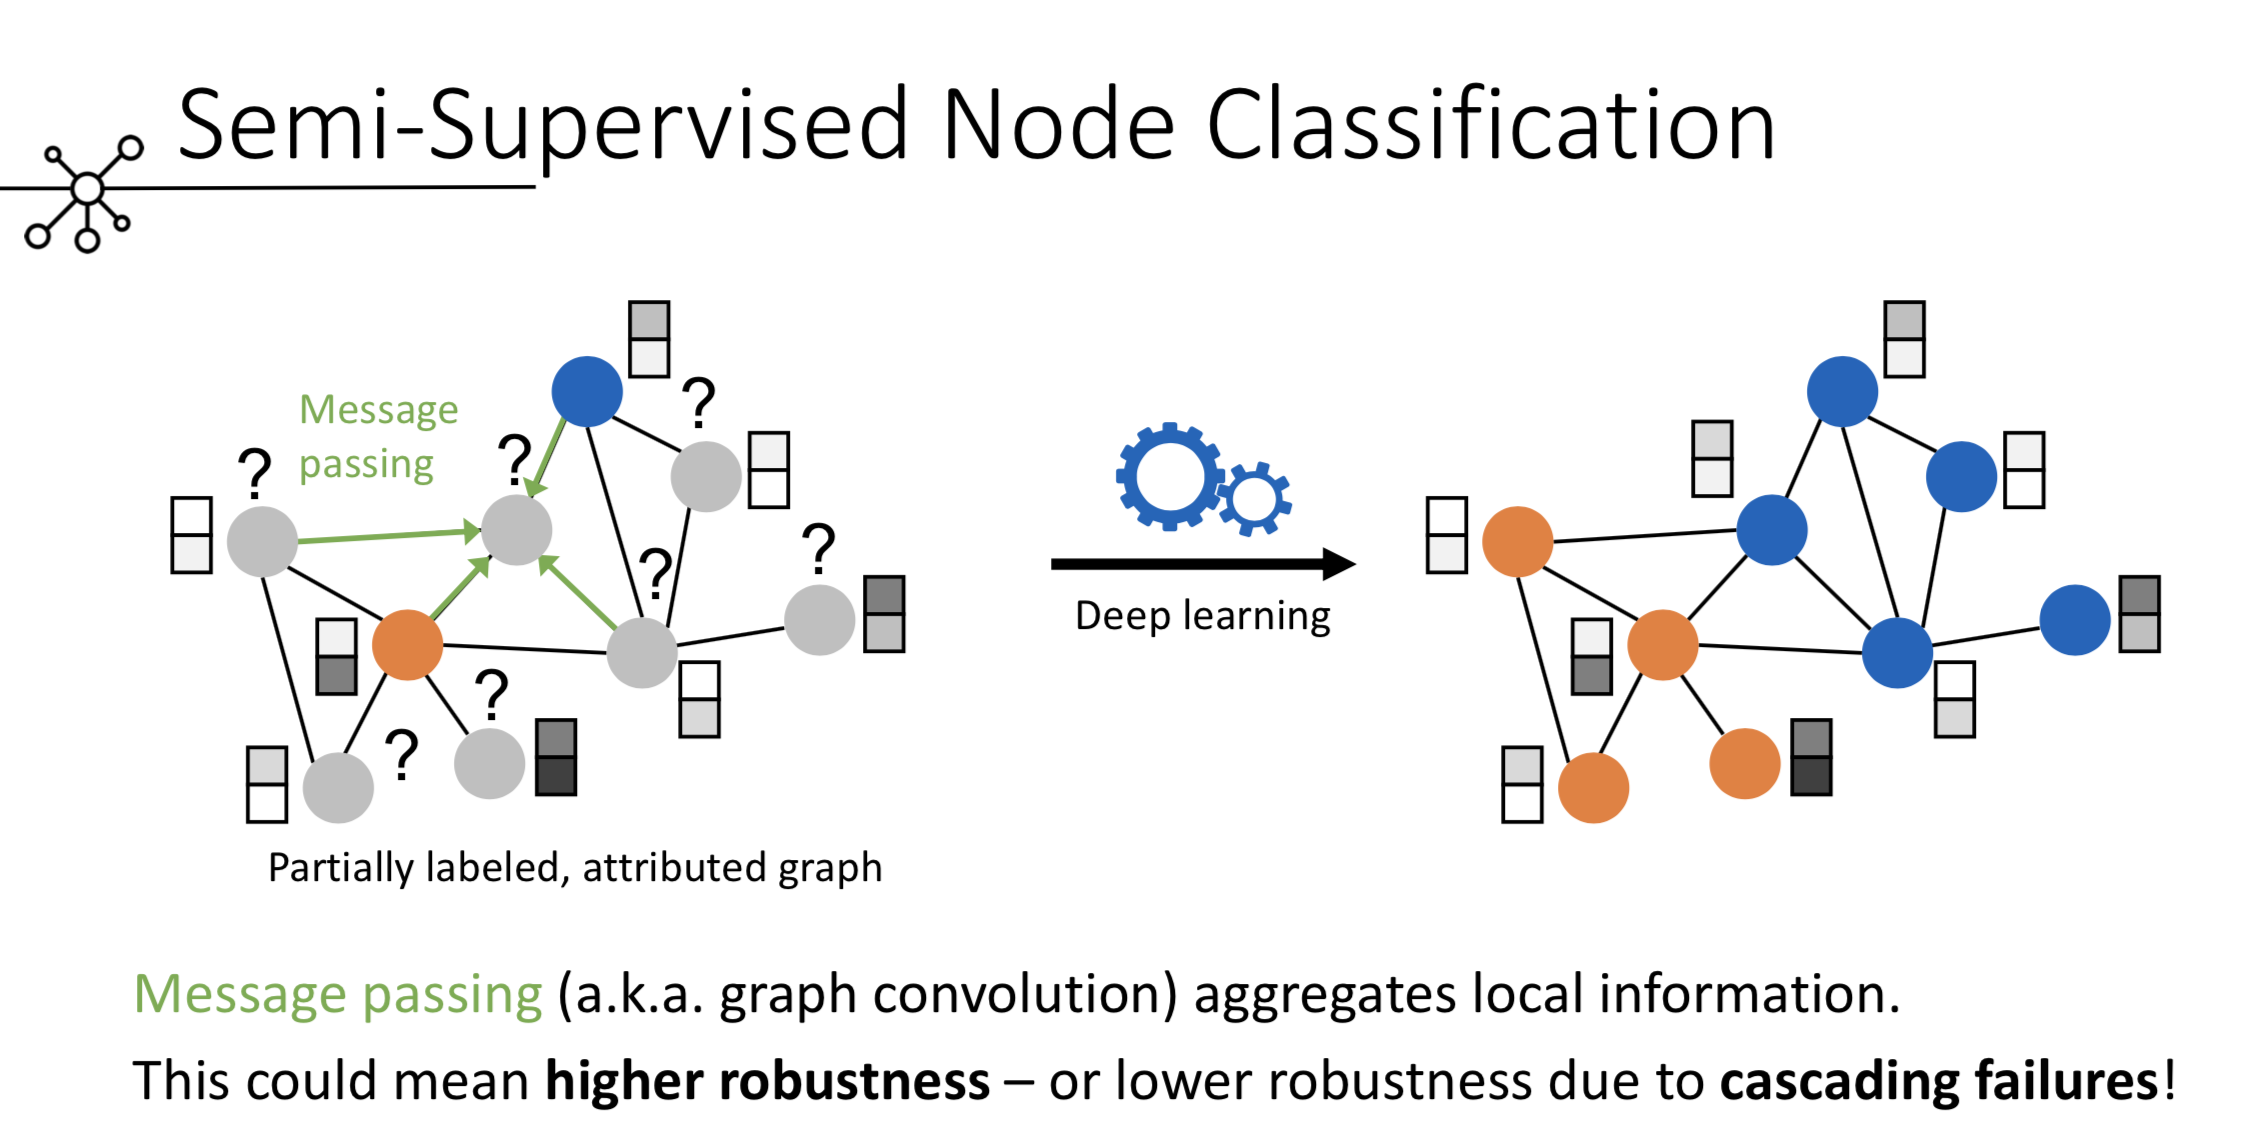 Semi-Supervised Node Classification
Message
passing
?
?
?
?
?
?
?
Deep learning
Partially labeled, attributed graph
Message passing (a.k.a. graph convolution) aggregates local information.
This could mean higher robustness – or lower robustness due to cascading failures!